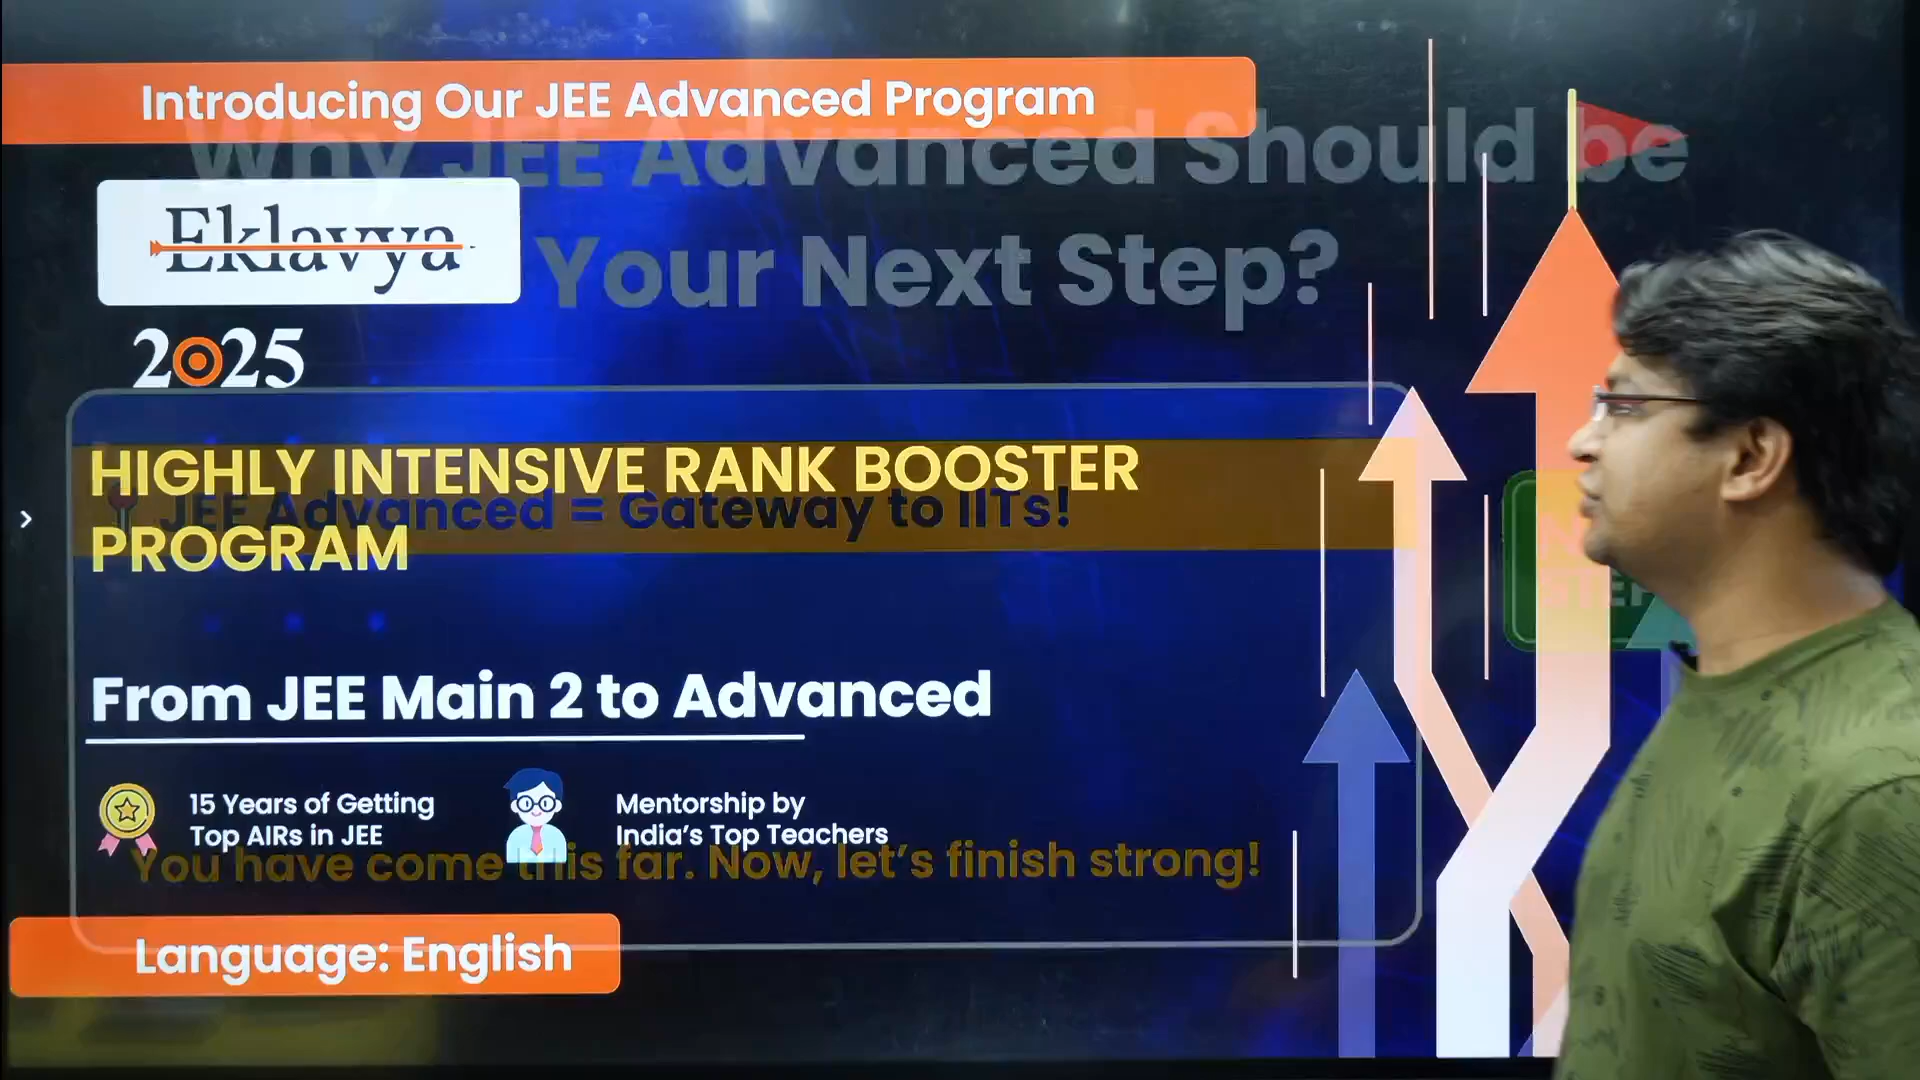 Introducing Our JEE Advanced Program
Why JEE Advanced Should be
Your Next Step?
Eklavya
2025
HIGHLY INTENSIVE RANK BOOSTER
PROGRAM
JEE Advanced = Gateway to IITs!
STEP
From JEE Main 2 to Advanced
15 Years of Getting
Top AIRs in JEE
Mentorship by
India's Top Teachers
You have come this far. Now, let's finish strong!
Language: English